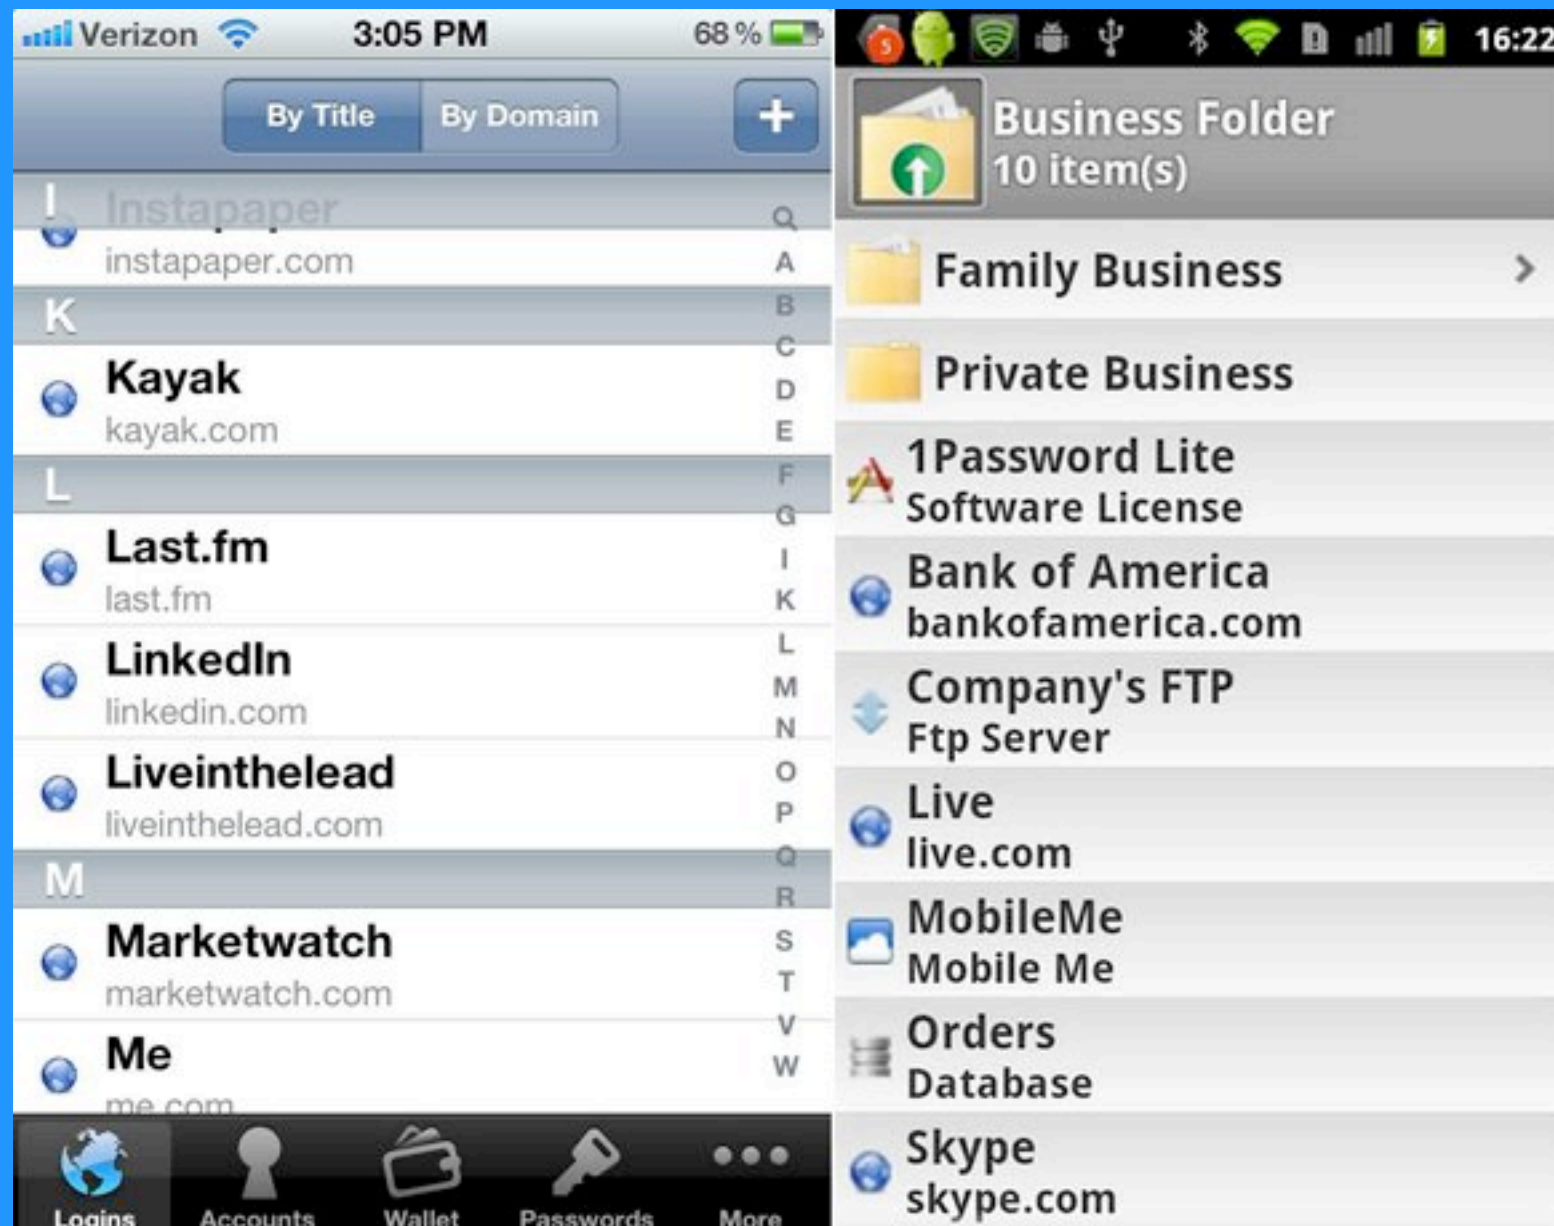 Verizon 3:05 PM 68%
By Title By Domain +
I Instapaper
instapaper.com
K
Kayak
kayak.com
L
Last.fm
last.fm
LinkedIn
linkedin.com
Liveinthelead
liveinthelead.com
M
Marketwatch
marketwatch.com
Me
me.com
A
B
C
D
E
F
G
I
K
L
M
N
O
P
Q
R
S
T
V
W
Logins Accounts Wallet Passwords More
S 16:22
Business Folder
10 item(s)
Family Business
Private Business
1Password Lite
Software License
Bank of America
bankofamerica.com
Company's FTP
Ftp Server
Live
live.com
MobileMe
Mobile Me
Orders
Database
Skype
skype.com